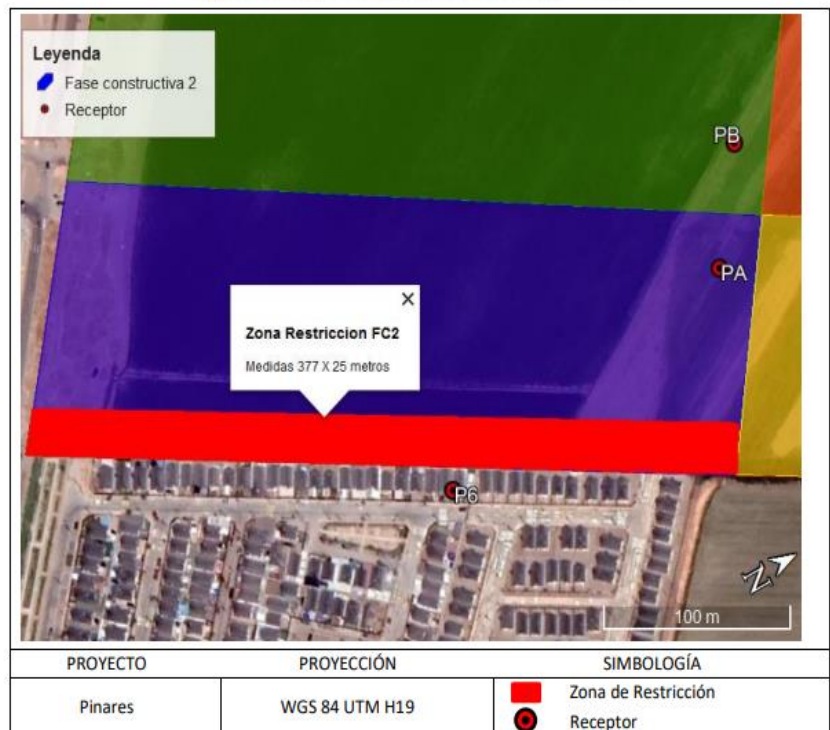 Leyenda
Fase constructiva 2
Receptor
PB
PA
Zona Restriccion FC2
Medidas 377 X 25 metros
P6
N
100 m
PROYECTO
PROYECCIÓN
SIMBOLOGÍA
Pinares
WGS 84 UTM H19
Zona de Restricción
Receptor